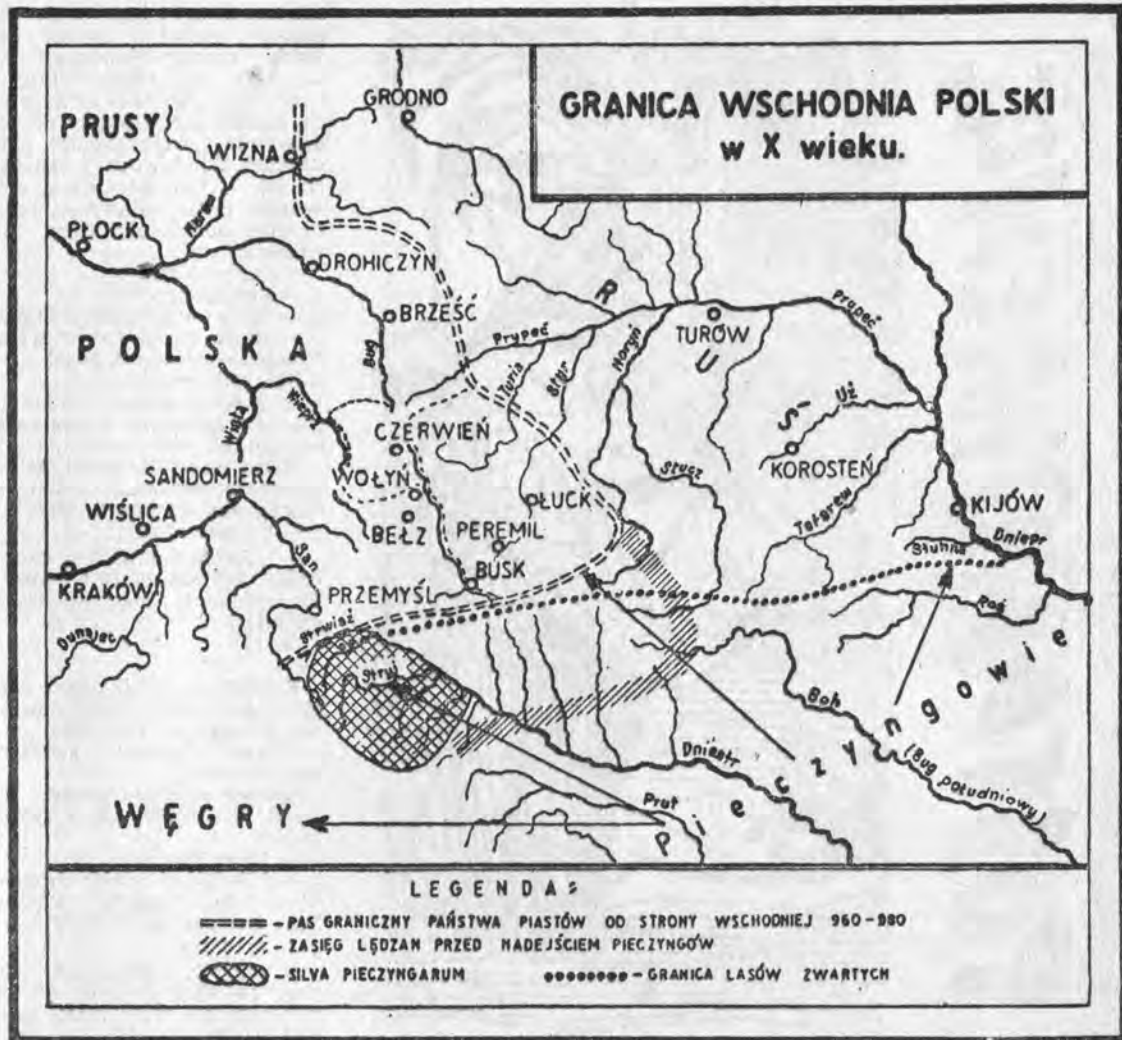 GRANICA WSCHODNIA POLSKI
w X wieku.
PRUSY
GRODNO
WIZNA
Narew
PŁOCK
DROHICZYN
BRZEŚĆ
POLSKA
Bug
Prypeć
Turia
Styr
Horyń
R U S I
TURÓW
Prypeć
Uż
Wisła
Wieprz
CZERWIEŃ
SANDOMIERZ
WOŁYŃ
ŁUCK
Słucz
KOROSTEŃ
WIŚLICA
BEŁZ
PEREMIL
Teterew
KIJÓW
San
BUSK
Stuhna
Dniepr
KRAKÓW
PRZEMYŚL
Roś
Dunajec
Strwiąż
Stryj
Boh
(Bug południowy)
Dniestr
Prut
Pieczyngowie
WĘGRY
LEGENDA:
- PAS GRANICZNY PAŃSTWA PIASTÓW OD STRONY WSCHODNIEJ 960-980
- ZASIĘG LĘDZAN PRZED NADEJŚCIEM PIECZYNGÓW
- SILVA PIECZYNGARUM
- GRANICA LASÓW ZWARTYCH